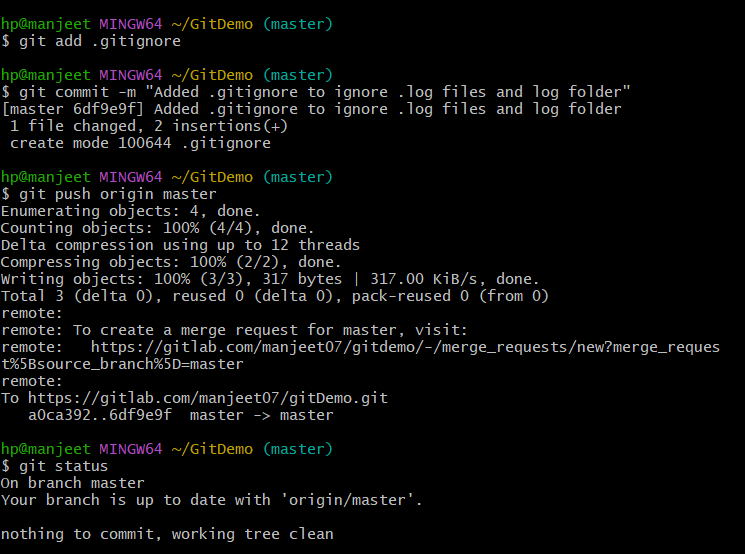 hp@manjeet MINGW64 ~/GitDemo (master)
$ git add .gitignore
hp@manjeet MINGW64 ~/GitDemo (master)
$ git commit -m "Added .gitignore to ignore .log files and log folder"
[master 6df9e9f] Added .gitignore to ignore .log files and log folder
 1 file changed, 2 insertions(+)
 create mode 100644 .gitignore
hp@manjeet MINGW64 ~/GitDemo (master)
$ git push origin master
Enumerating objects: 4, done.
Counting objects: 100% (4/4), done.
Delta compression using up to 12 threads
Compressing objects: 100% (2/2), done.
Writing objects: 100% (3/3), 317 bytes | 317.00 KiB/s, done.
Total 3 (delta 0), reused 0 (delta 0), pack-reused 0 (from 0)
remote:
remote: To create a merge request for master, visit:
remote:   https://gitlab.com/manjeet07/gitdemo/-/merge_requests/new?merge_reques
t%5Bsource_branch%5D=master
remote:
To https://gitlab.com/manjeet07/gitDemo.git
   a0ca392..6df9e9f  master -> master
hp@manjeet MINGW64 ~/GitDemo (master)
$ git status
On branch master
Your branch is up to date with 'origin/master'.
nothing to commit, working tree clean